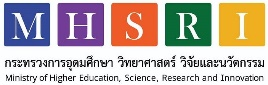 MHSRI
กระทรวงการอุดมศึกษา วิทยาศาสตร์ วิจัยและนวัตกรรม
Ministry of Higher Education, Science, Research and Innovation